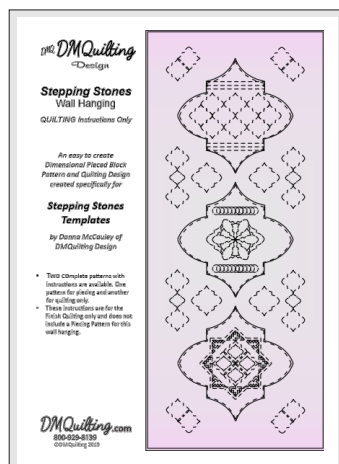 DMQ DMQuilting
Design
Stepping Stones
Wall Hanging
QUILTING Instructions Only
An easy to create
Dimensional Pieced Block
Pattern and Quilting Design
created specifically for
Stepping Stones
Templates
by Donna McCauley of
DMQuilting Design
• Two complete patterns with
instructions are available. One
pattern for piecing and another
for quilting only.
• These instructions are for the
Finish Quilting only and does not
include a Piecing Pattern for this
wall hanging.
DMQuilting.com
800-929-8139
©DMQuilting 2019